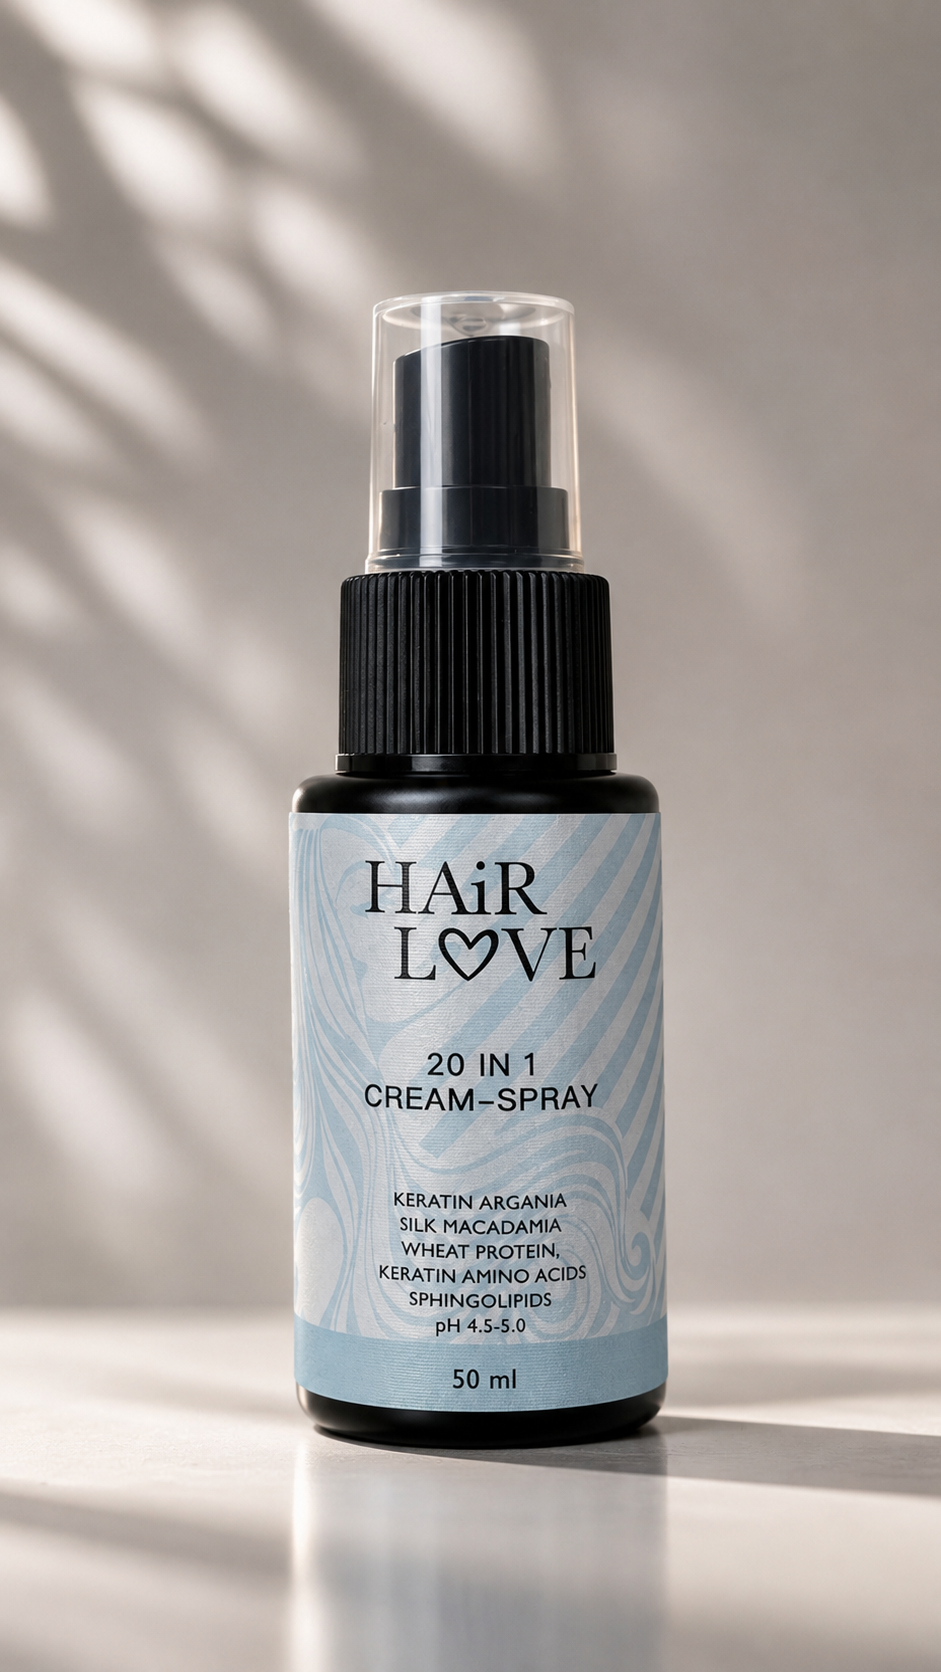 HAiR
LOVE
20 IN 1
CREAM-SPRAY
KERATIN ARGANIA
SILK MACADAMIA
WHEAT PROTEIN,
KERATIN AMINO ACIDS
SPHINGOLIPIDS
pH 4.5-5.0
50 ml